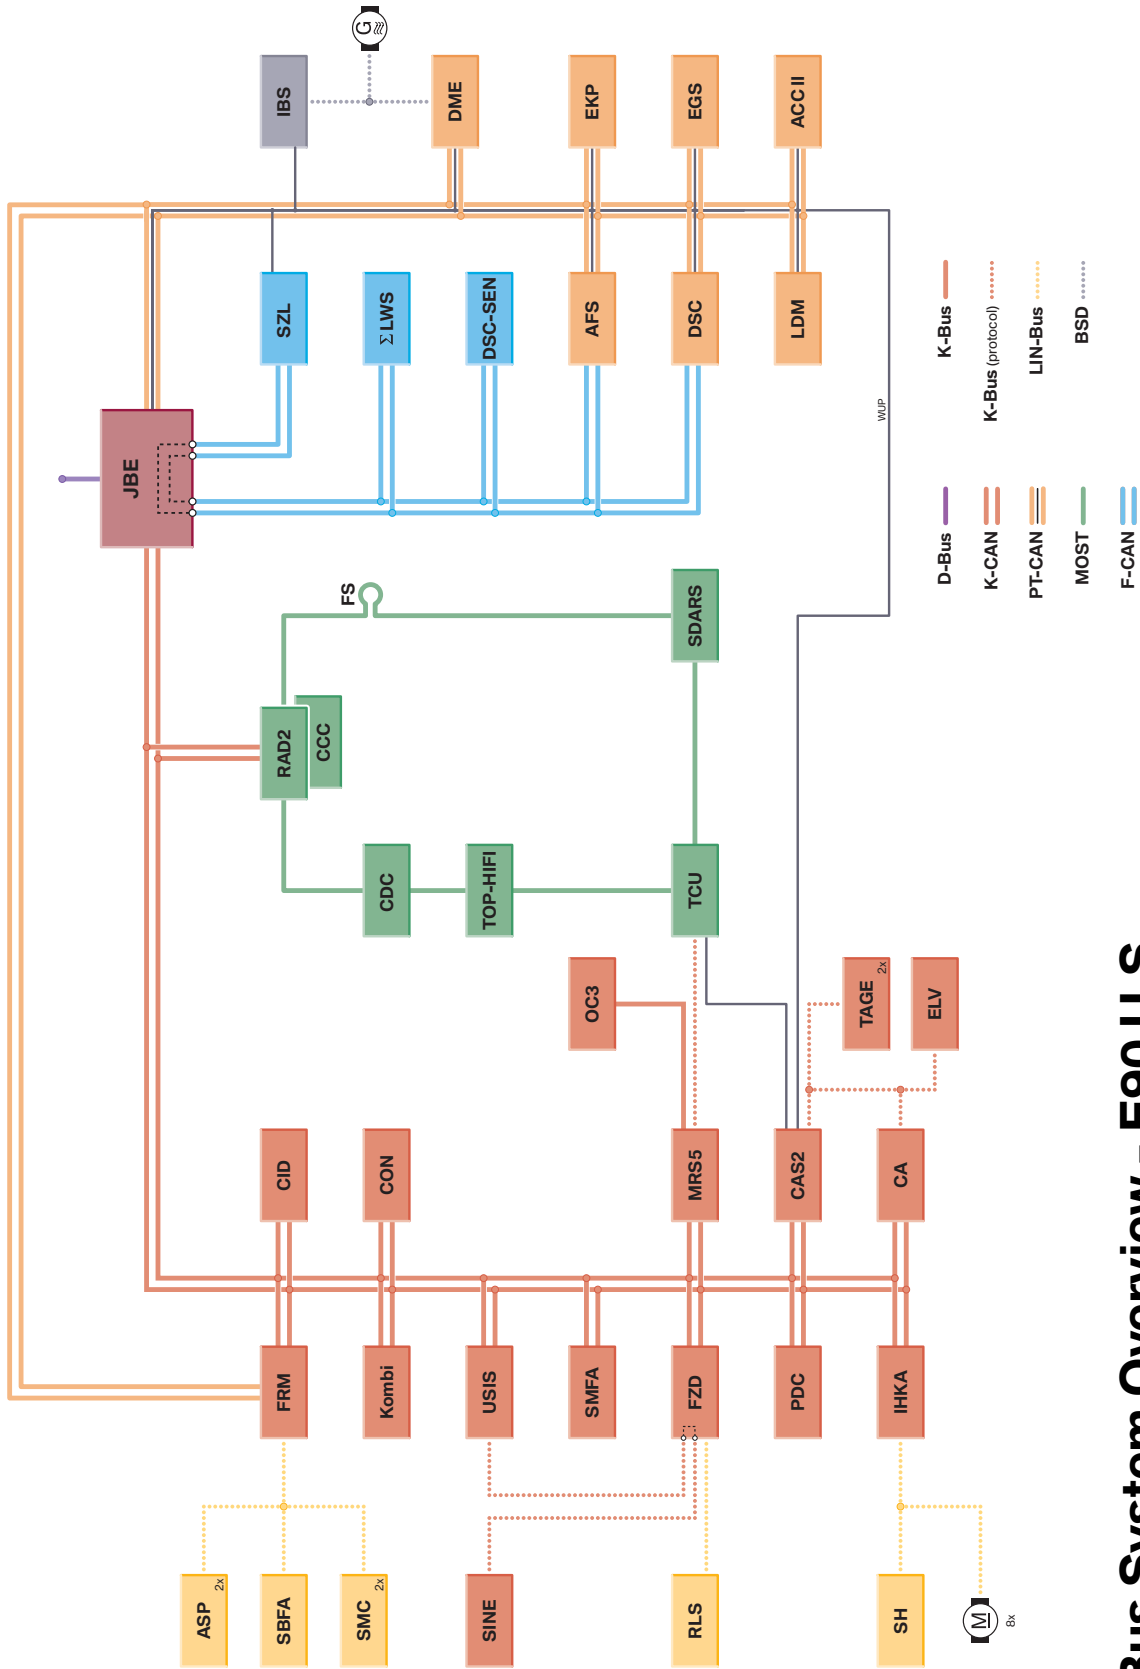 JBE
ASP
2x
SBFA
FRM
CID
RAD2
SZL
IBS
CCC
FS
SMC
2x
G
Kombi
CON
CDC
ΣLWS
DME
SINE
USIS
TOP-HIFI
DSC-SEN
SMFA
OC3
AFS
EKP
RLS
FZD
MRS5
TCU
SDARS
DSC
EGS
PDC
CAS2
LDM
ACC II
TAGE
2x
WUP
SH
IHKA
CA
ELV
M
8x
D-Bus
K-Bus
K-CAN
K-Bus (protocol)
PT-CAN
LIN-Bus
MOST
BSD
F-CAN
Bus System Overview – E90 U.S